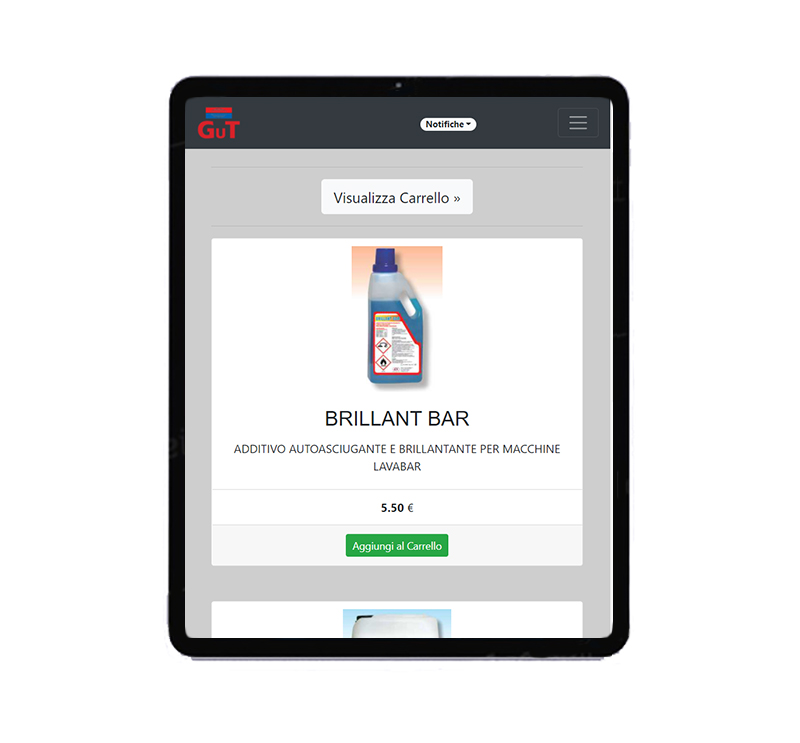 GUT
Notifiche
Visualizza Carrello »
BRILLANT BAR
ADDITIVO AUTOASCIUGANTE E BRILLANTANTE PER MACCHINE
LAVABAR
5.50 €
Aggiungi al Carrello